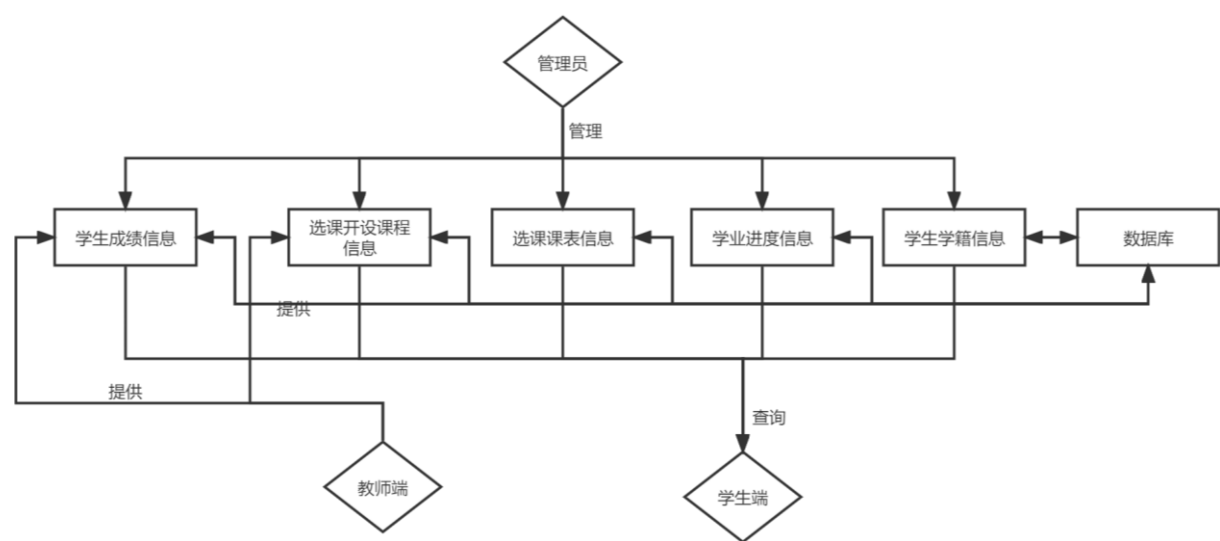 管理员
管理
学生成绩信息
选课开设课程
信息
选课课表信息
学业进度信息
学生学籍信息
数据库
提供
提供
查询
教师端
学生端